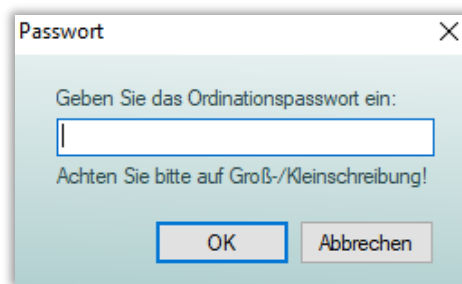 Passwort
Geben Sie das Ordinationspasswort ein:
Achten Sie bitte auf Groß-/Kleinschreibung!
OK Abbrechen